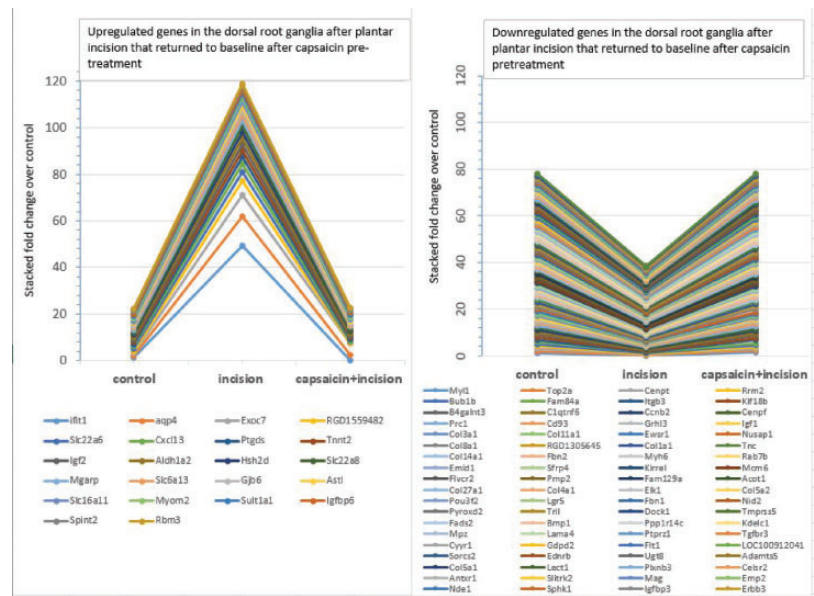 Upregulated genes in the dorsal root ganglia after plantar
incision that returned to baseline after capsaicin pre-
treatment
Stacked fold change over control
120
100
80
60
40
20
0
control incision capsaicin+incision
ifit1 aqp4 Exoc7 RGD1559482
Slc22a6 Cxcl13 Ptgds Tnnt2
Igf2 Aldh1a2 Hsh2d Slc22a8
Mgarp Slc6a13 Gjb6 Astl
Slc16a11 Myom2 Sult1a1 Igfbp6
Spint2 Rbm3
Downregulated genes in the dorsal root ganglia after
plantar incision that returned to baseline after capsaicin
pretreatment
Stacked fold change over control
120
100
80
60
40
20
0
control incision capsaicin+incision
Myl1 Top2a Cenpt Rrm2
Bub1b Fam84a Itgb3 Kif18b
B4galnt3 C1qtnf6 Ccnb2 Cenpf
Prc1 Cd93 Grhl3 Igf1
Col3a1 Col11a1 Ewsr1 Nusap1
Col8a1 RGD1305645 Col1a1 Tnc
Col14a1 Fbn2 Myh6 Rab7b
Emid1 Sfrp4 Kirrel Mcm6
Flvcr2 Pmp2 Fam129a Acot1
Col27a1 Col4a1 Elk1 Col5a2
Pou3f2 Lgr5 Fbn1 Nid2
Pyroxd2 Tril Dock1 Tmprss5
Fads2 Bmp1 Ppp1r14c Kdelc1
Mpz Lama4 Ptprz1 Tgfbr3
Cyyr1 Gdpd2 Flt1 LOC100912041
Sorcs2 Ednrb Ugt8 Adamts5
Col5a1 Lect1 Plxnb3 Celsr2
Antxr1 Slitrk2 Mag Emp2
Nde1 Sphk1 Igfbp3 Erbb3